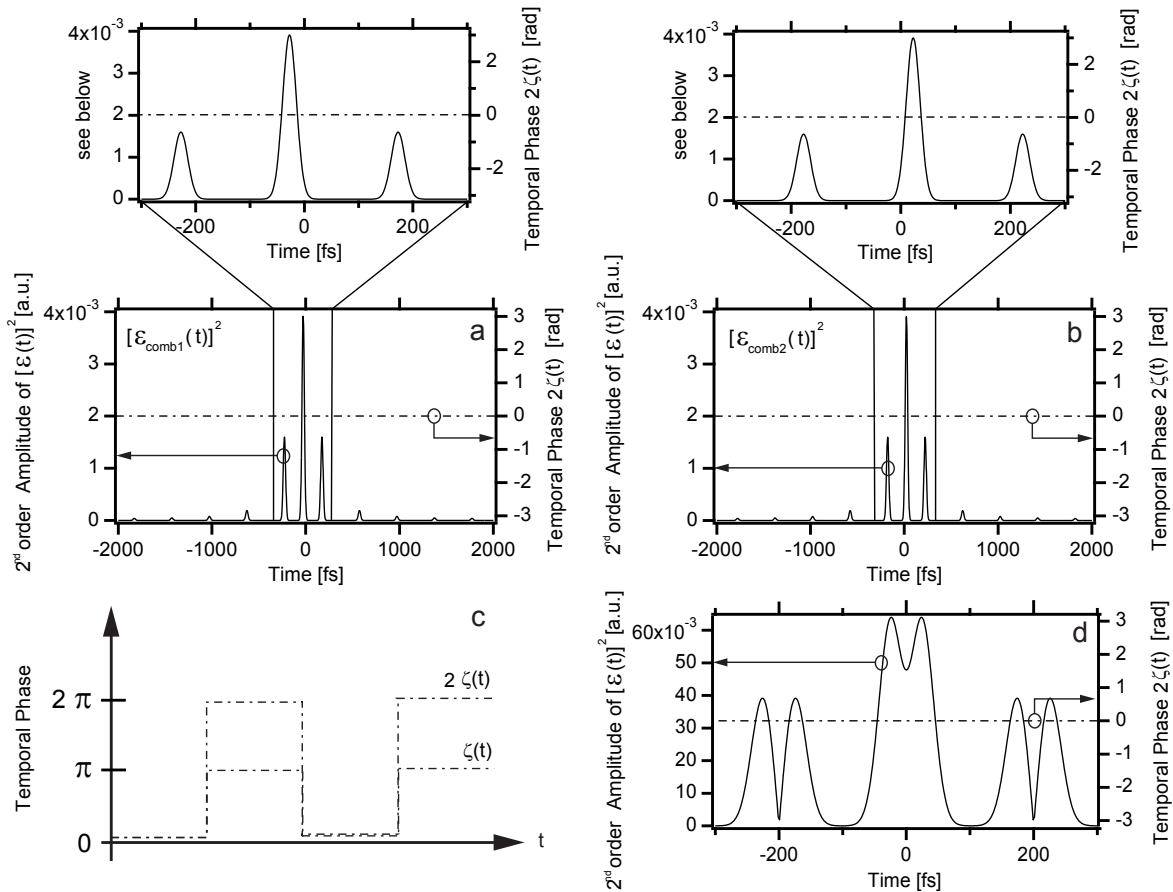 4x10⁻³
3
2
1
0
see below
2
0
-2
Temporal Phase 2ζ(t) [rad]
-200
0
200
Time [fs]
4x10⁻³
3
2
1
0
see below
2
0
-2
Temporal Phase 2ζ(t) [rad]
-200
0
200
Time [fs]
2ⁿᵈ order Amplitude of [ε(t)]² [a.u.]
4x10⁻³
3
2
1
0
[ε_comb1(t)]²
a
3
2
1
0
-1
-2
-3
Temporal Phase 2ζ(t) [rad]
-2000
-1000
0
1000
2000
Time [fs]
2ⁿᵈ order Amplitude of [ε(t)]² [a.u.]
4x10⁻³
3
2
1
0
[ε_comb2(t)]²
b
3
2
1
0
-1
-2
-3
Temporal Phase 2ζ(t) [rad]
-2000
-1000
0
1000
2000
Time [fs]
c
Temporal Phase
2 π
π
0
2 ζ(t)
ζ(t)
t
2ⁿᵈ order Amplitude of [ε(t)]² [a.u.]
60x10⁻³
50
40
30
20
10
0
d
3
2
1
0
-1
-2
-3
Temporal Phase 2ζ(t) [rad]
-200
0
200
Time [fs]